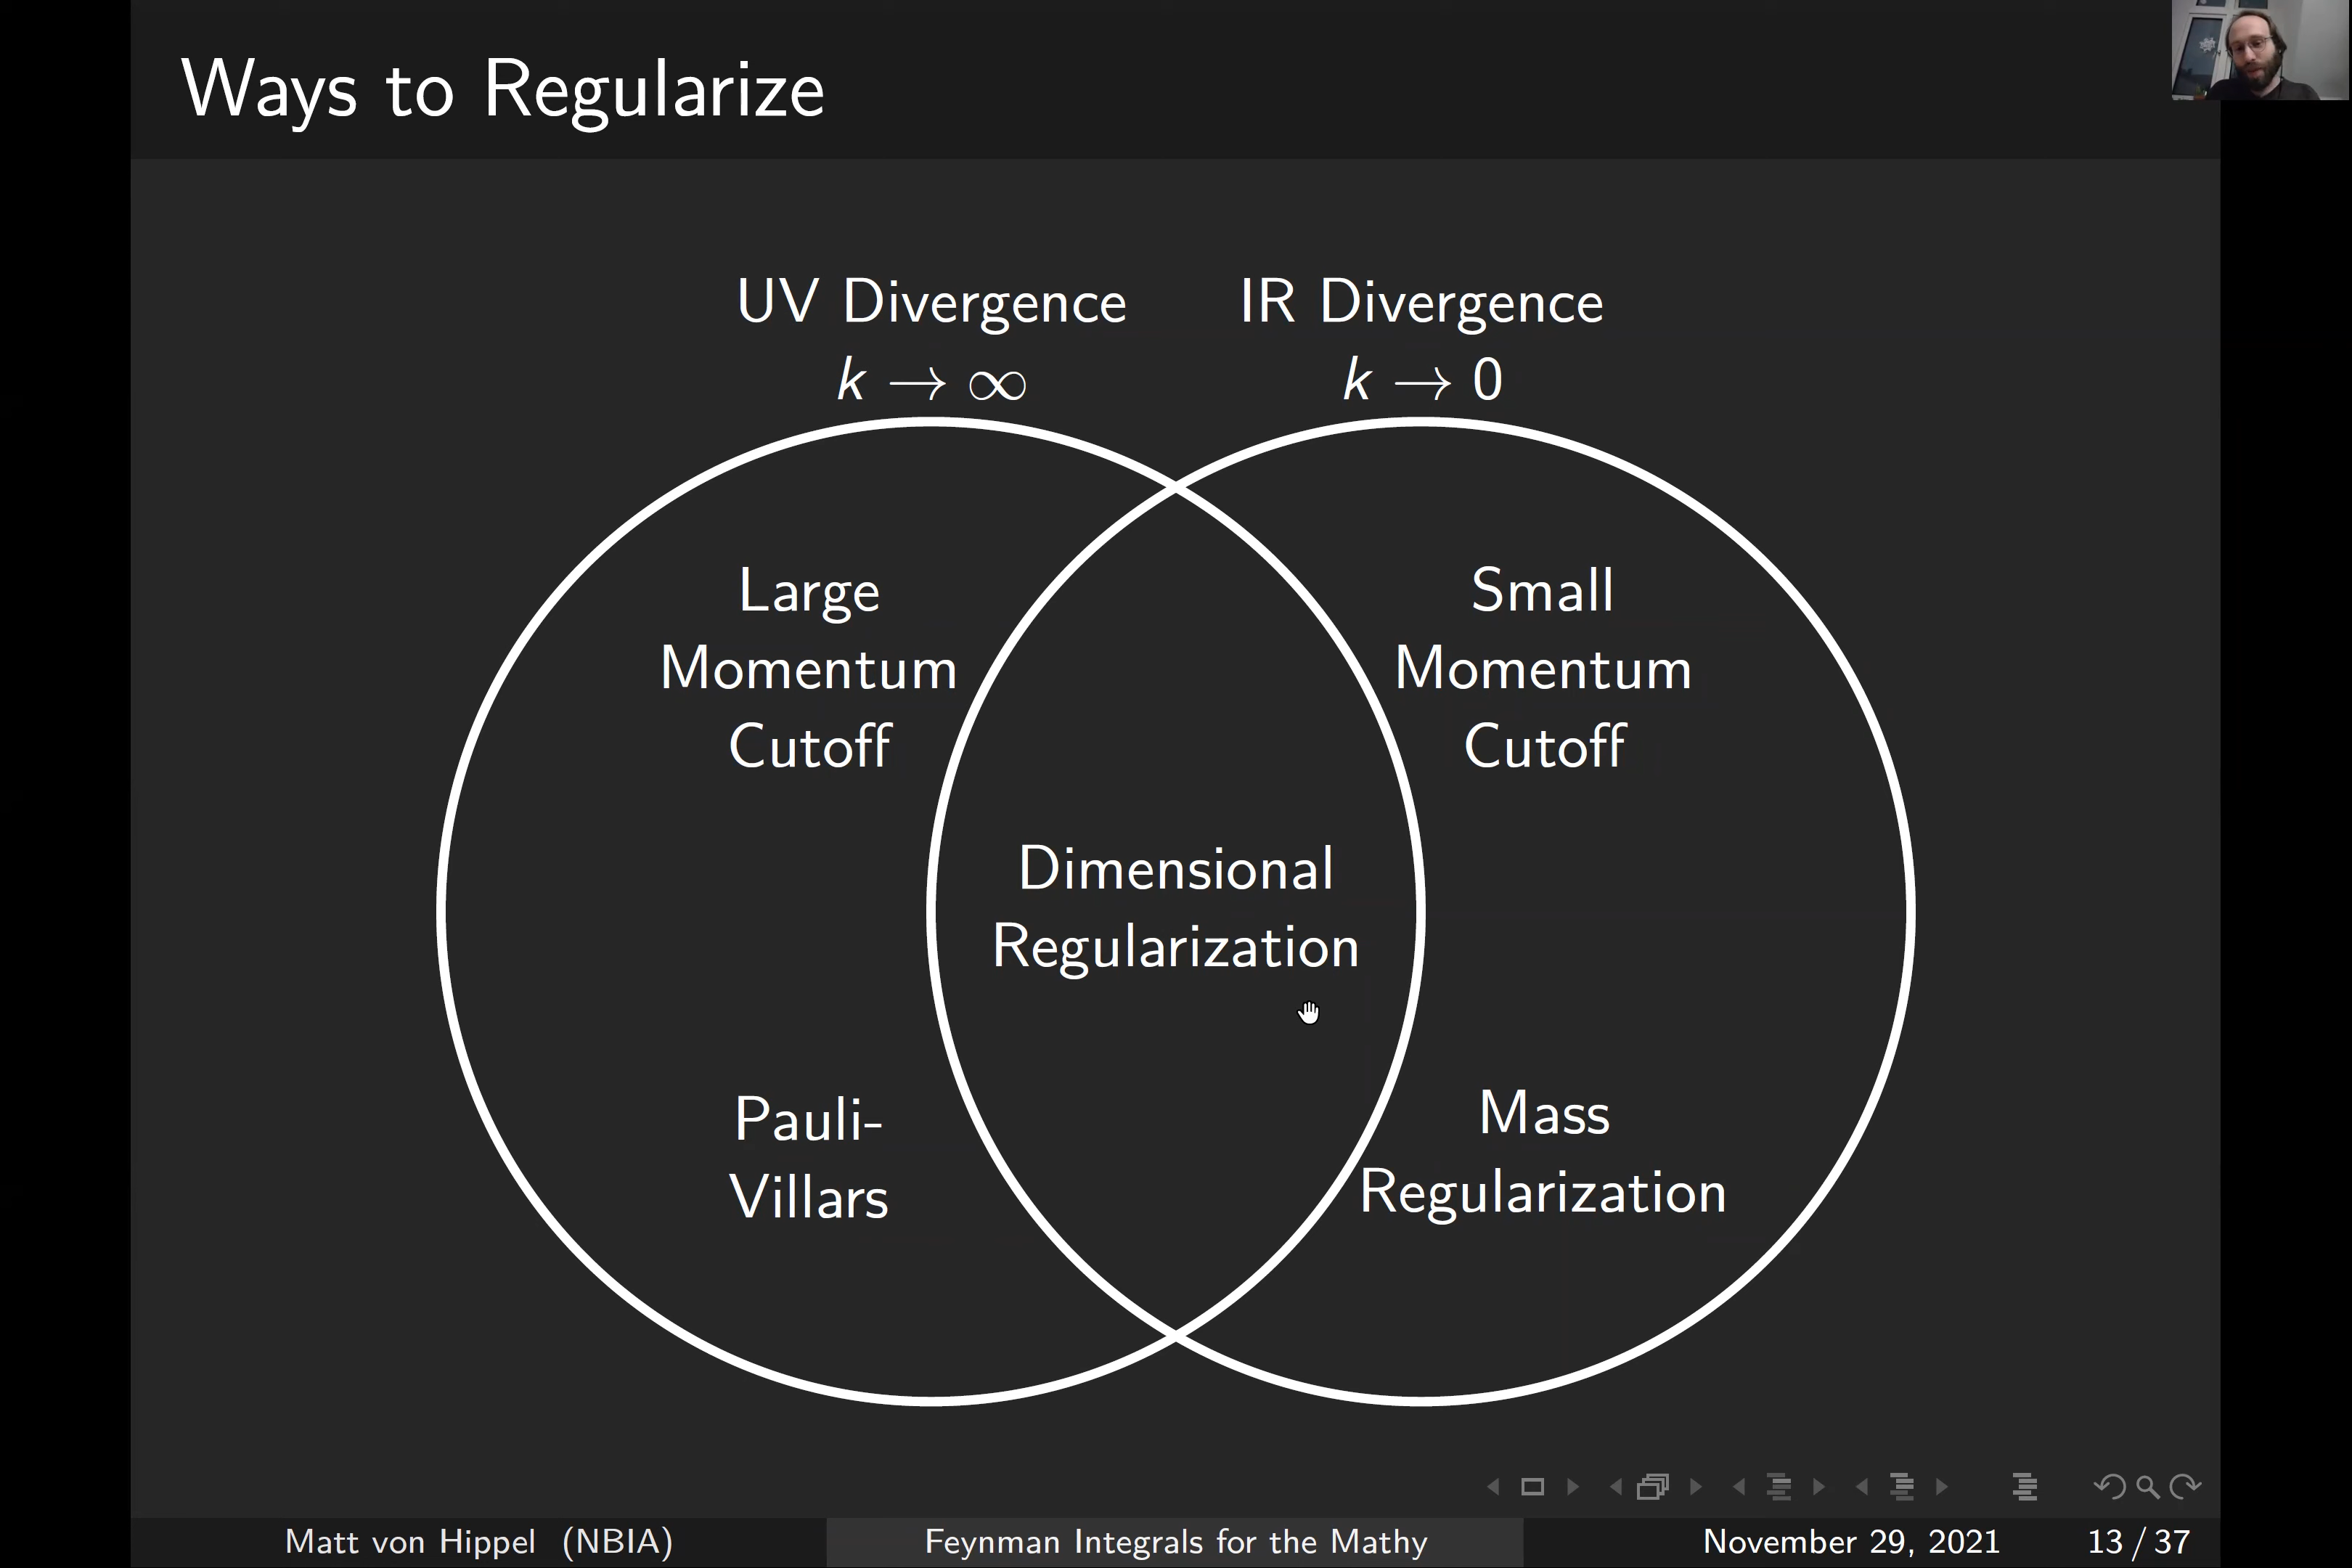 Ways to Regularize
UV Divergence
k → ∞
IR Divergence
k → 0
Large
Momentum
Cutoff
Small
Momentum
Cutoff
Dimensional
Regularization
Pauli-
Villars
Mass
Regularization
Matt von Hippel (NBIA)
Feynman Integrals for the Mathy
November 29, 2021
13 / 37